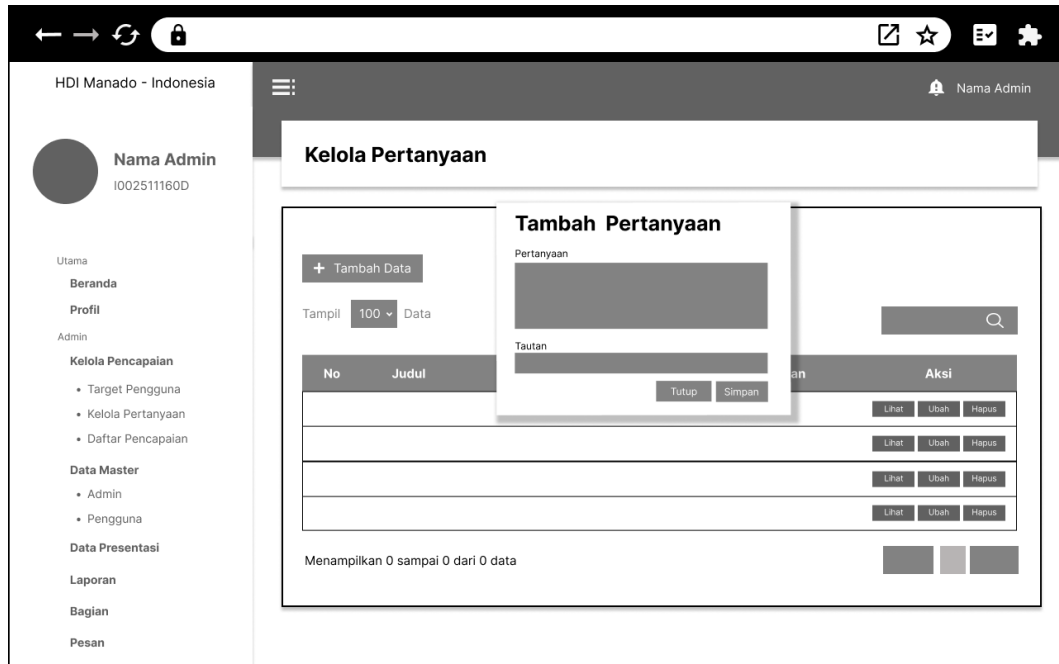 HDI Manado - Indonesia
Nama Admin
Nama Admin
I002511160D
Utama
Beranda
Profil
Admin
Kelola Pencapaian
• Target Pengguna
• Kelola Pertanyaan
• Daftar Pencapaian
Data Master
• Admin
• Pengguna
Data Presentasi
Laporan
Bagian
Pesan
Kelola Pertanyaan
+ Tambah Data
Tampil 100 Data
Tambah Pertanyaan
Pertanyaan
Tautan
Tutup Simpan
No Judul an Aksi
Lihat Ubah Hapus
Lihat Ubah Hapus
Lihat Ubah Hapus
Lihat Ubah Hapus
Menampilkan 0 sampai 0 dari 0 data